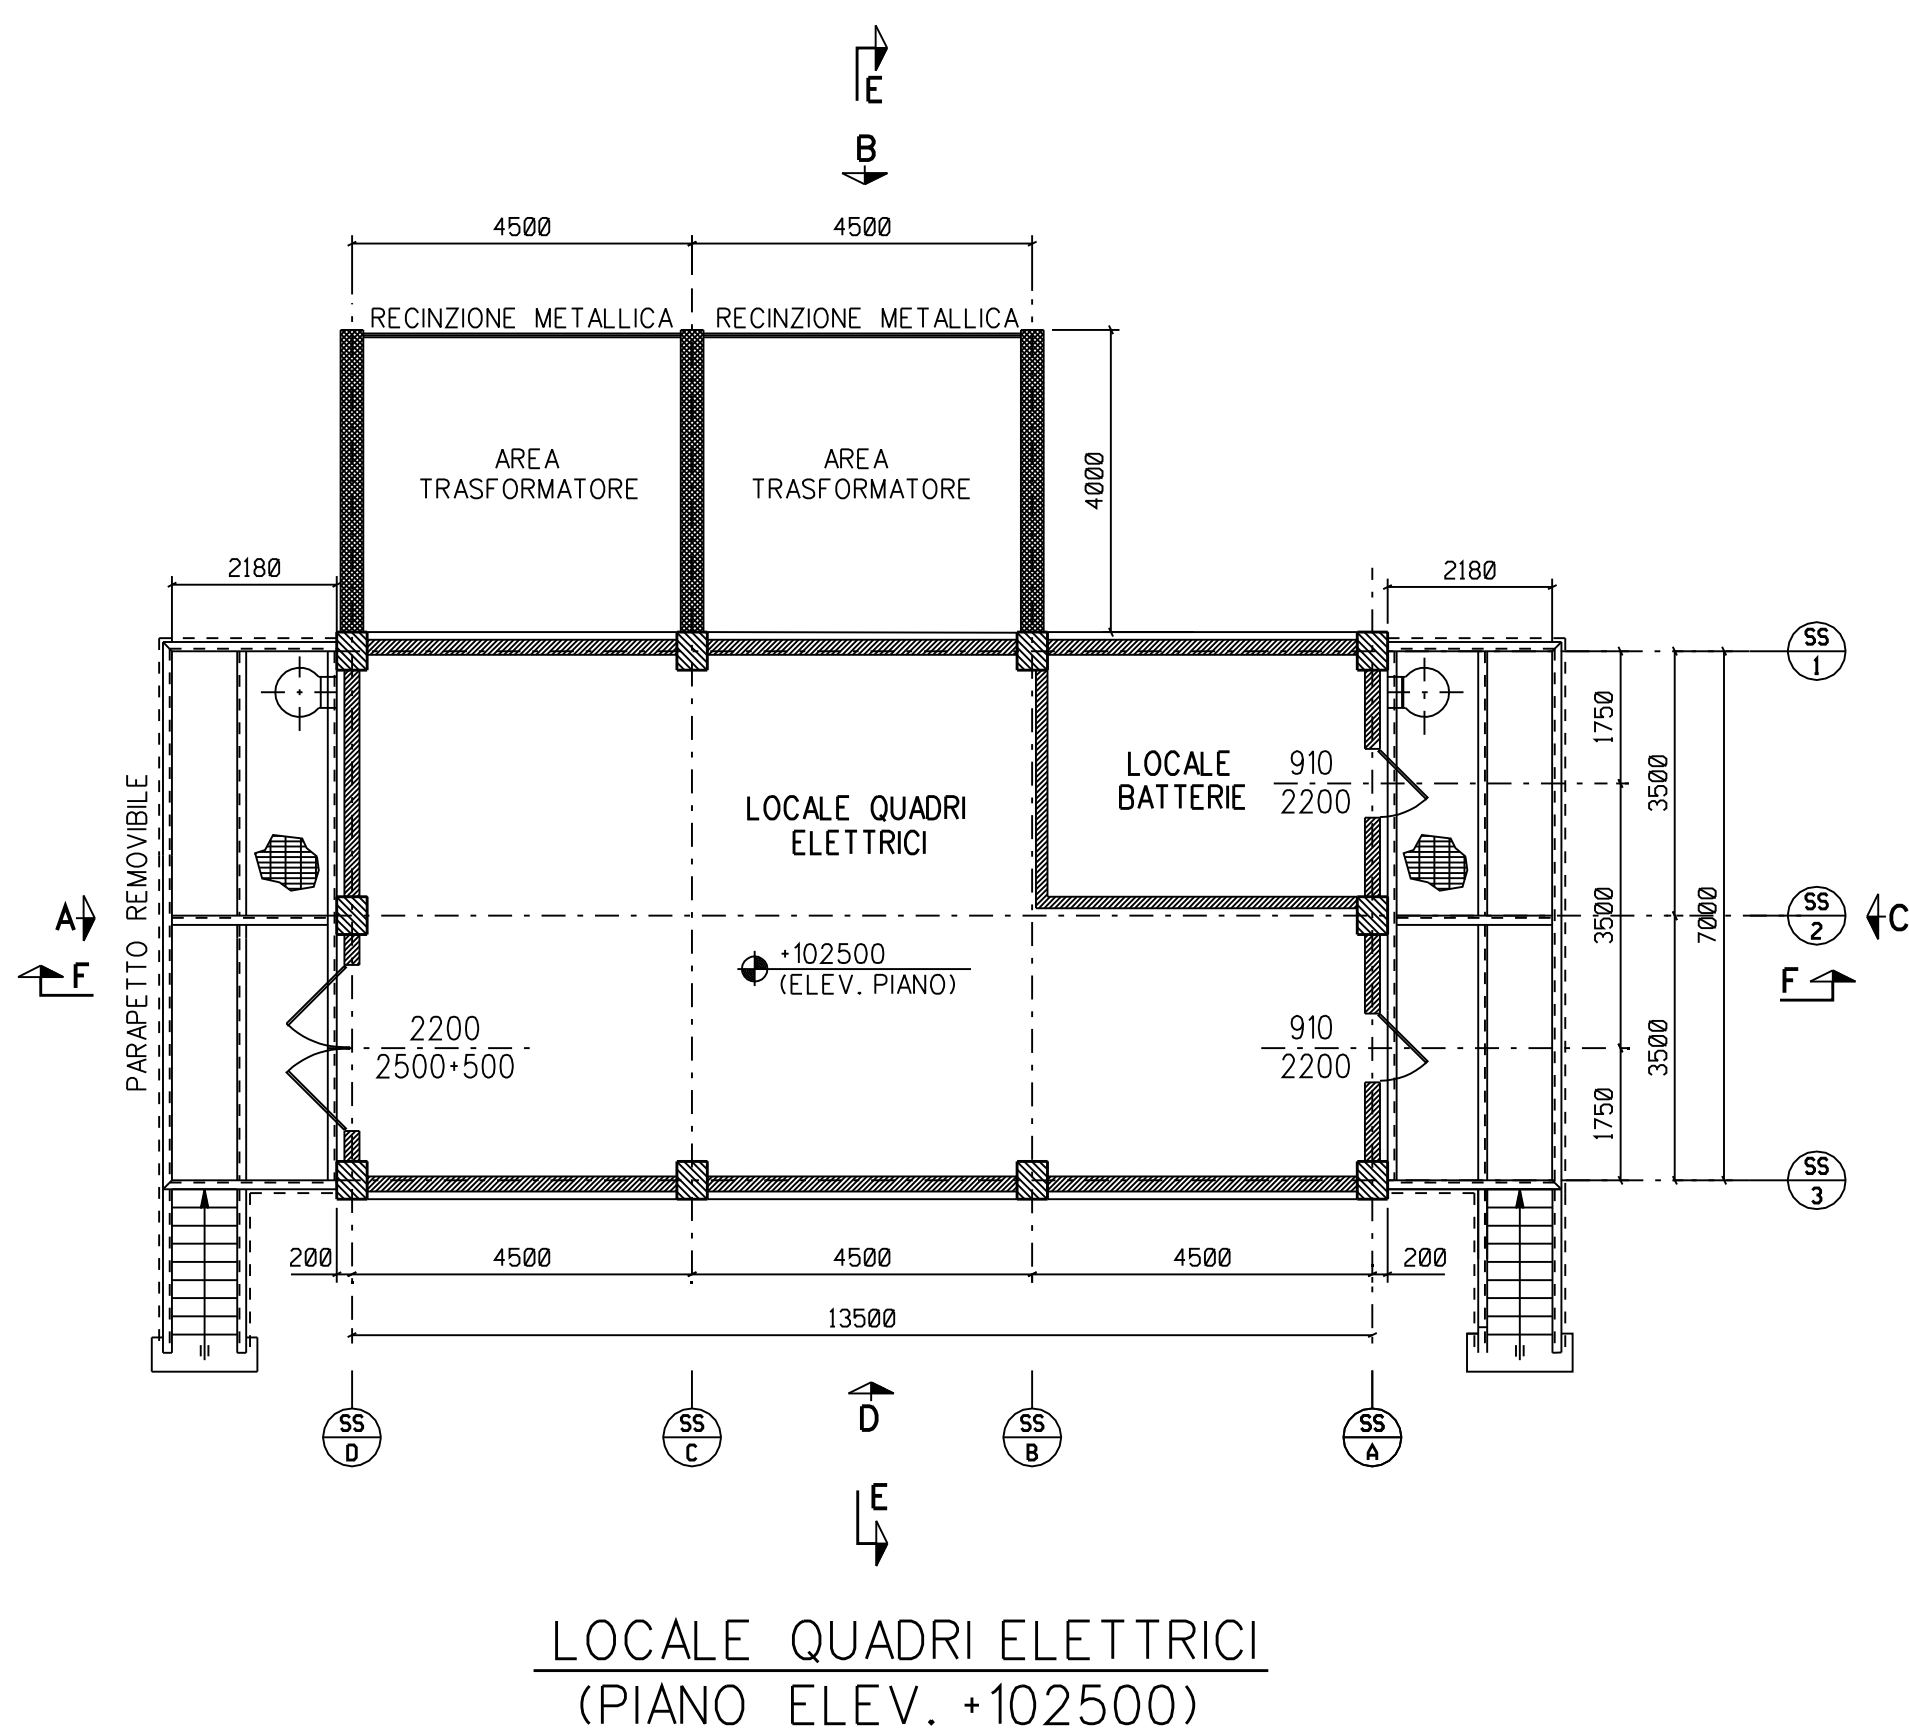 E
B
4500
4500
RECINZIONE METALLICA
RECINZIONE METALLICA
AREA
TRASFORMATORE
AREA
TRASFORMATORE
4000
2180
2180
SS
1
1750
3500
7000
LOCALE
BATTERIE
910
2200
LOCALE QUADRI
ELETTRICI
PARAPETTO REMOVIBILE
A
F
3500
SS
2
C
F
+102500
(ELEV. PIANO)
2200
2500+500
910
2200
3500
1750
SS
3
200
4500
4500
4500
200
13500
SS
D
SS
C
SS
B
SS
A
D
E
LOCALE QUADRI ELETTRICI
(PIANO ELEV. +102500)